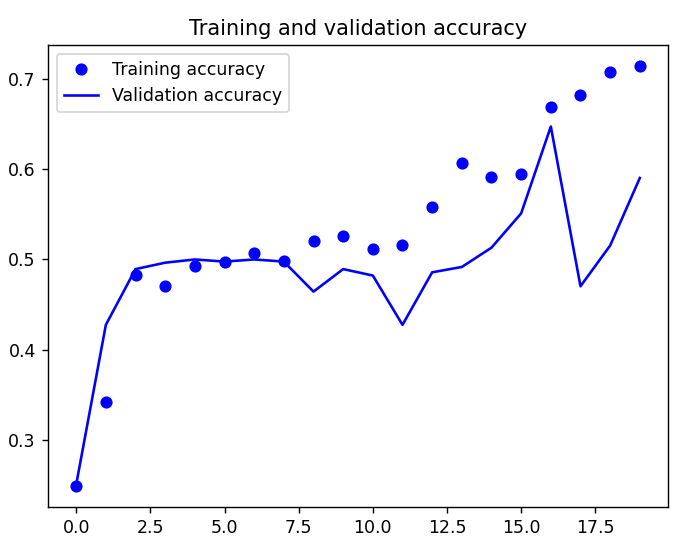 Training and validation accuracy
Training accuracy
Validation accuracy
0.7
0.6
0.5
0.4
0.3
0.0 2.5 5.0 7.5 10.0 12.5 15.0 17.5